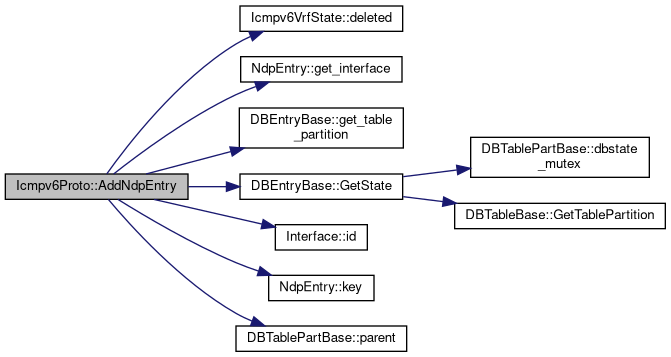 Icmpv6Proto::AddNdpEntry
Icmpv6VrfState::deleted
NdpEntry::get_interface
DBEntryBase::get_table
_partition
DBEntryBase::GetState
DBTablePartBase::dbstate
_mutex
DBTableBase::GetTablePartition
Interface::id
NdpEntry::key
DBTablePartBase::parent